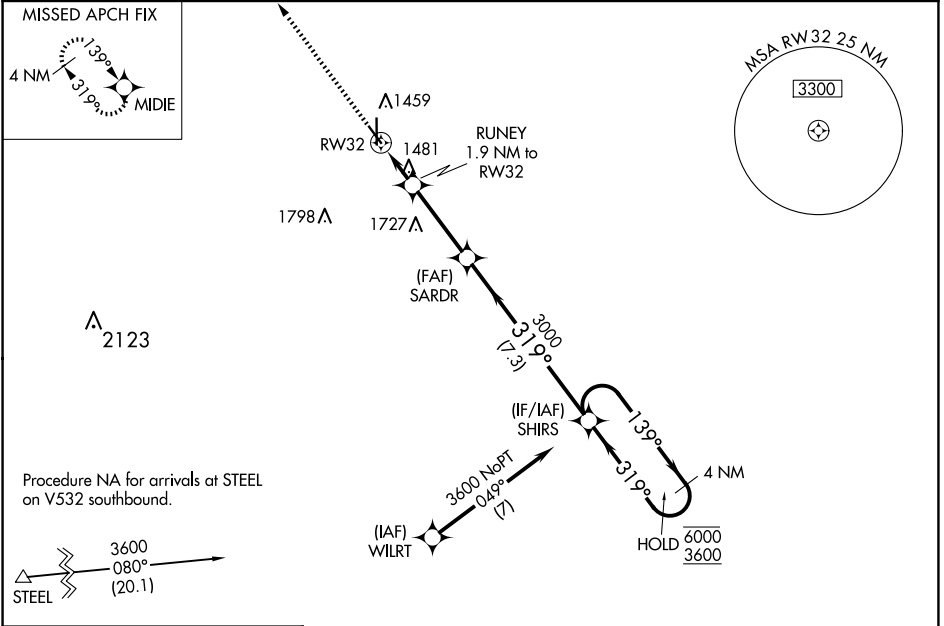 MISSED APCH FIX
139°
4 NM
319°
MIDIE
1459
RW32
1481
RUNEY
1.9 NM to
RW32
MSA RW32 25 NM
3300
1798
1727
(FAF)
SARDR
2123
3000
319°
(7.3)
(IF/IAF)
SHIRS
139°
319°
4 NM
HOLD
6000
3600
3600 NoPT
049°
(7)
(IAF)
WILRT
Procedure NA for arrivals at STEEL
on V532 southbound.
3600
080°
(20.1)
STEEL